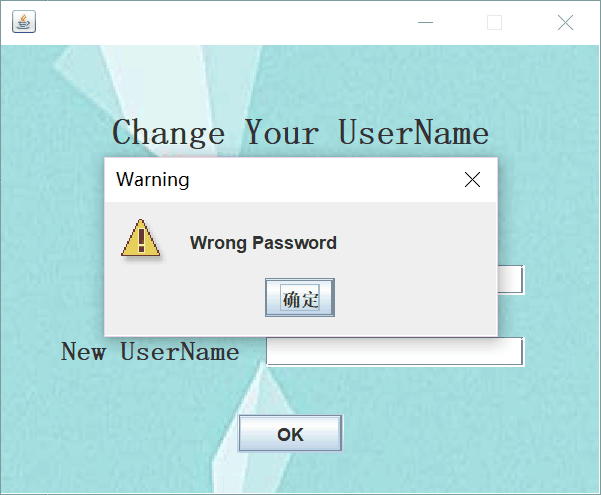 Change Your UserName
Warning
Wrong Password
确定
New UserName
OK